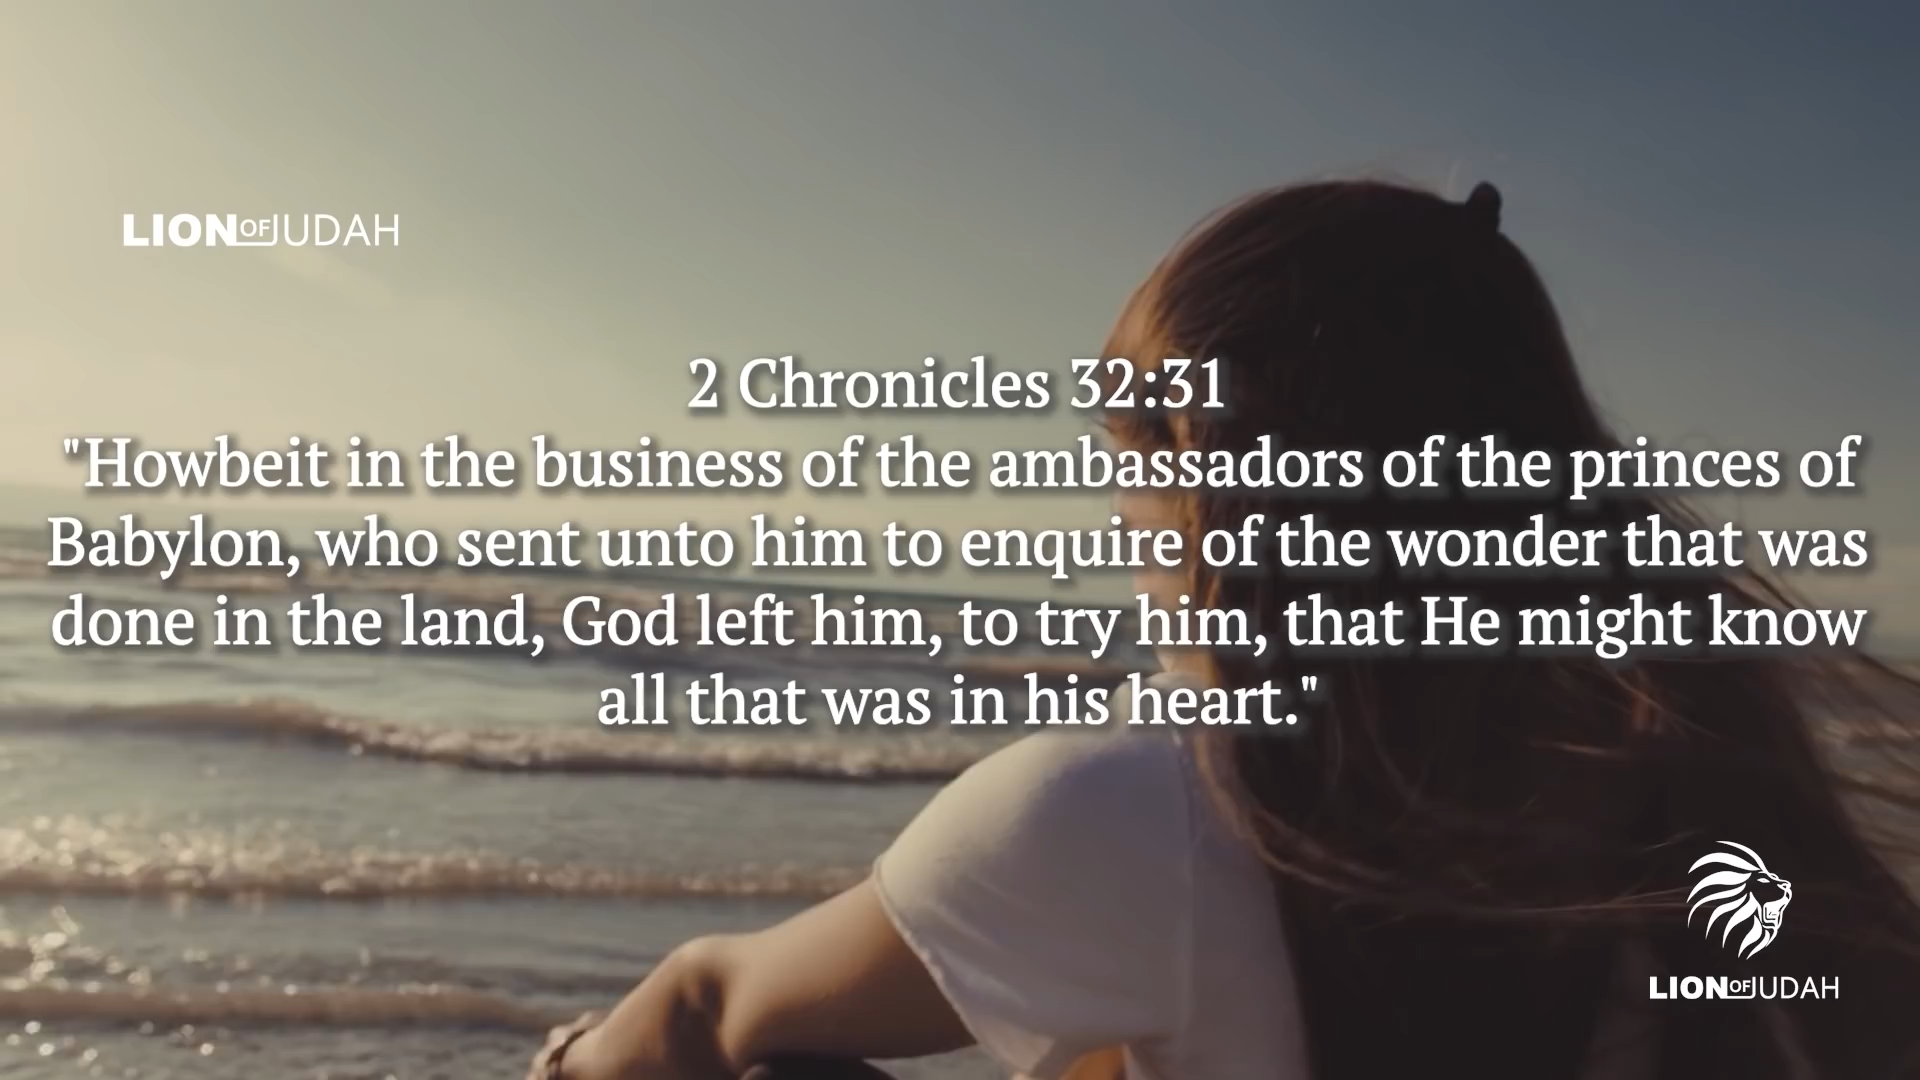 LION OF JUDAH
2 Chronicles 32:31
"Howbeit in the business of the ambassadors of the princes of
Babylon, who sent unto him to enquire of the wonder that was
done in the land, God left him, to try him, that He might know
all that was in his heart."
LION OF JUDAH